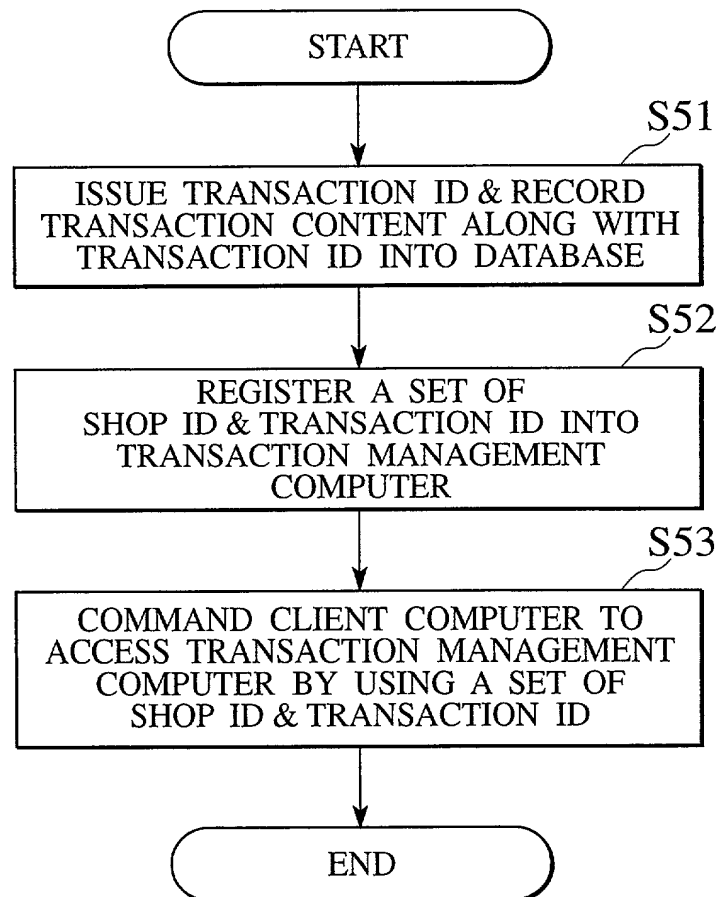 START
S51
ISSUE TRANSACTION ID & RECORD
TRANSACTION CONTENT ALONG WITH
TRANSACTION ID INTO DATABASE
S52
REGISTER A SET OF
SHOP ID & TRANSACTION ID INTO
TRANSACTION MANAGEMENT
COMPUTER
S53
COMMAND CLIENT COMPUTER TO
ACCESS TRANSACTION MANAGEMENT
COMPUTER BY USING A SET OF
SHOP ID & TRANSACTION ID
END